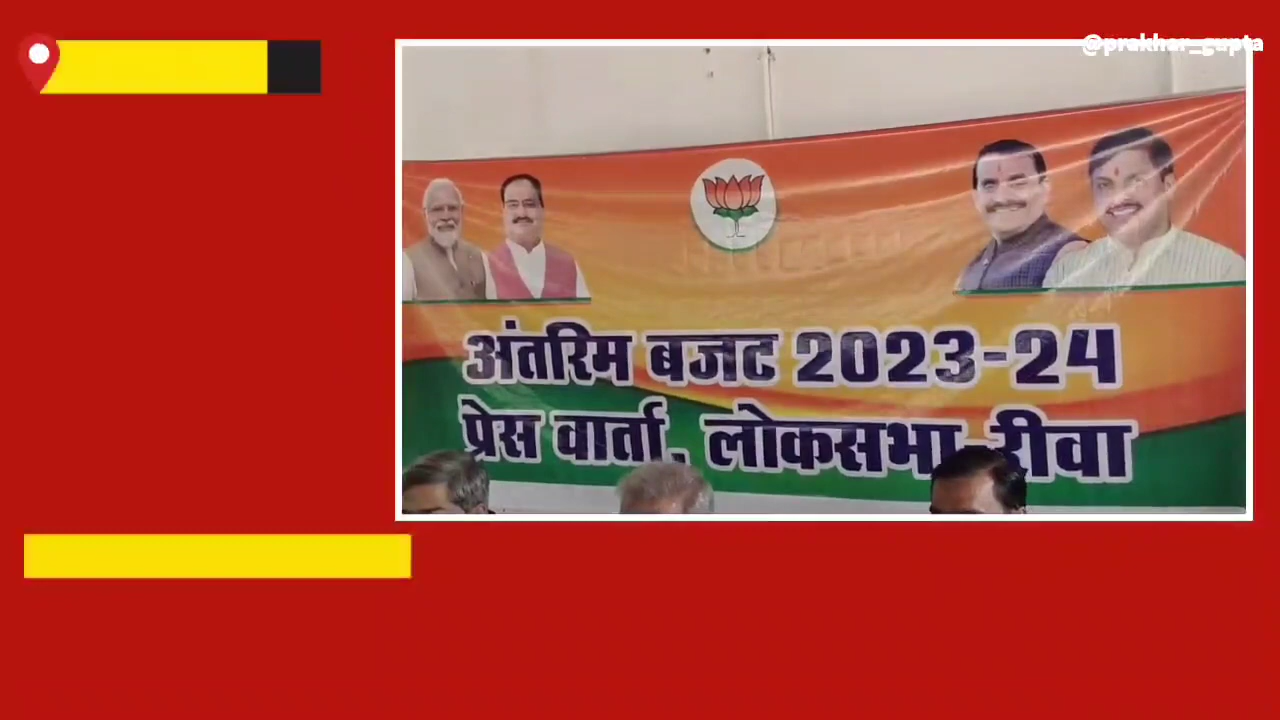 @prakhar_gupta
अंतरिम बजट 2023-24
प्रेस वार्ता, लोकसभा-रीवा